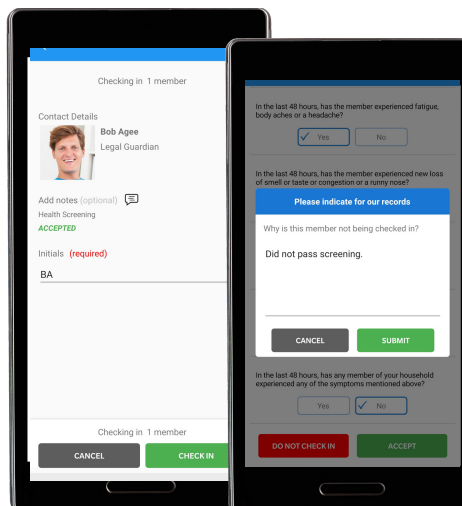 Checking in 1 member
Contact Details
Bob Agee
Legal Guardian
Add notes (optional)
Health Screening
ACCEPTED
Initials (required)
BA
Checking in 1 member
CANCEL
CHECK IN
In the last 48 hours, has the member experienced fatigue,
body aches or a headache?
Yes
No
In the last 48 hours, has the member experienced new loss
of smell or taste or congestion or a runny nose?
Please indicate for our records
Why is this member not being checked in?
Did not pass screening.
CANCEL
SUBMIT
In the last 48 hours, has any member of your household
experienced any of the symptoms mentioned above?
Yes
No
DO NOT CHECK IN
ACCEPT